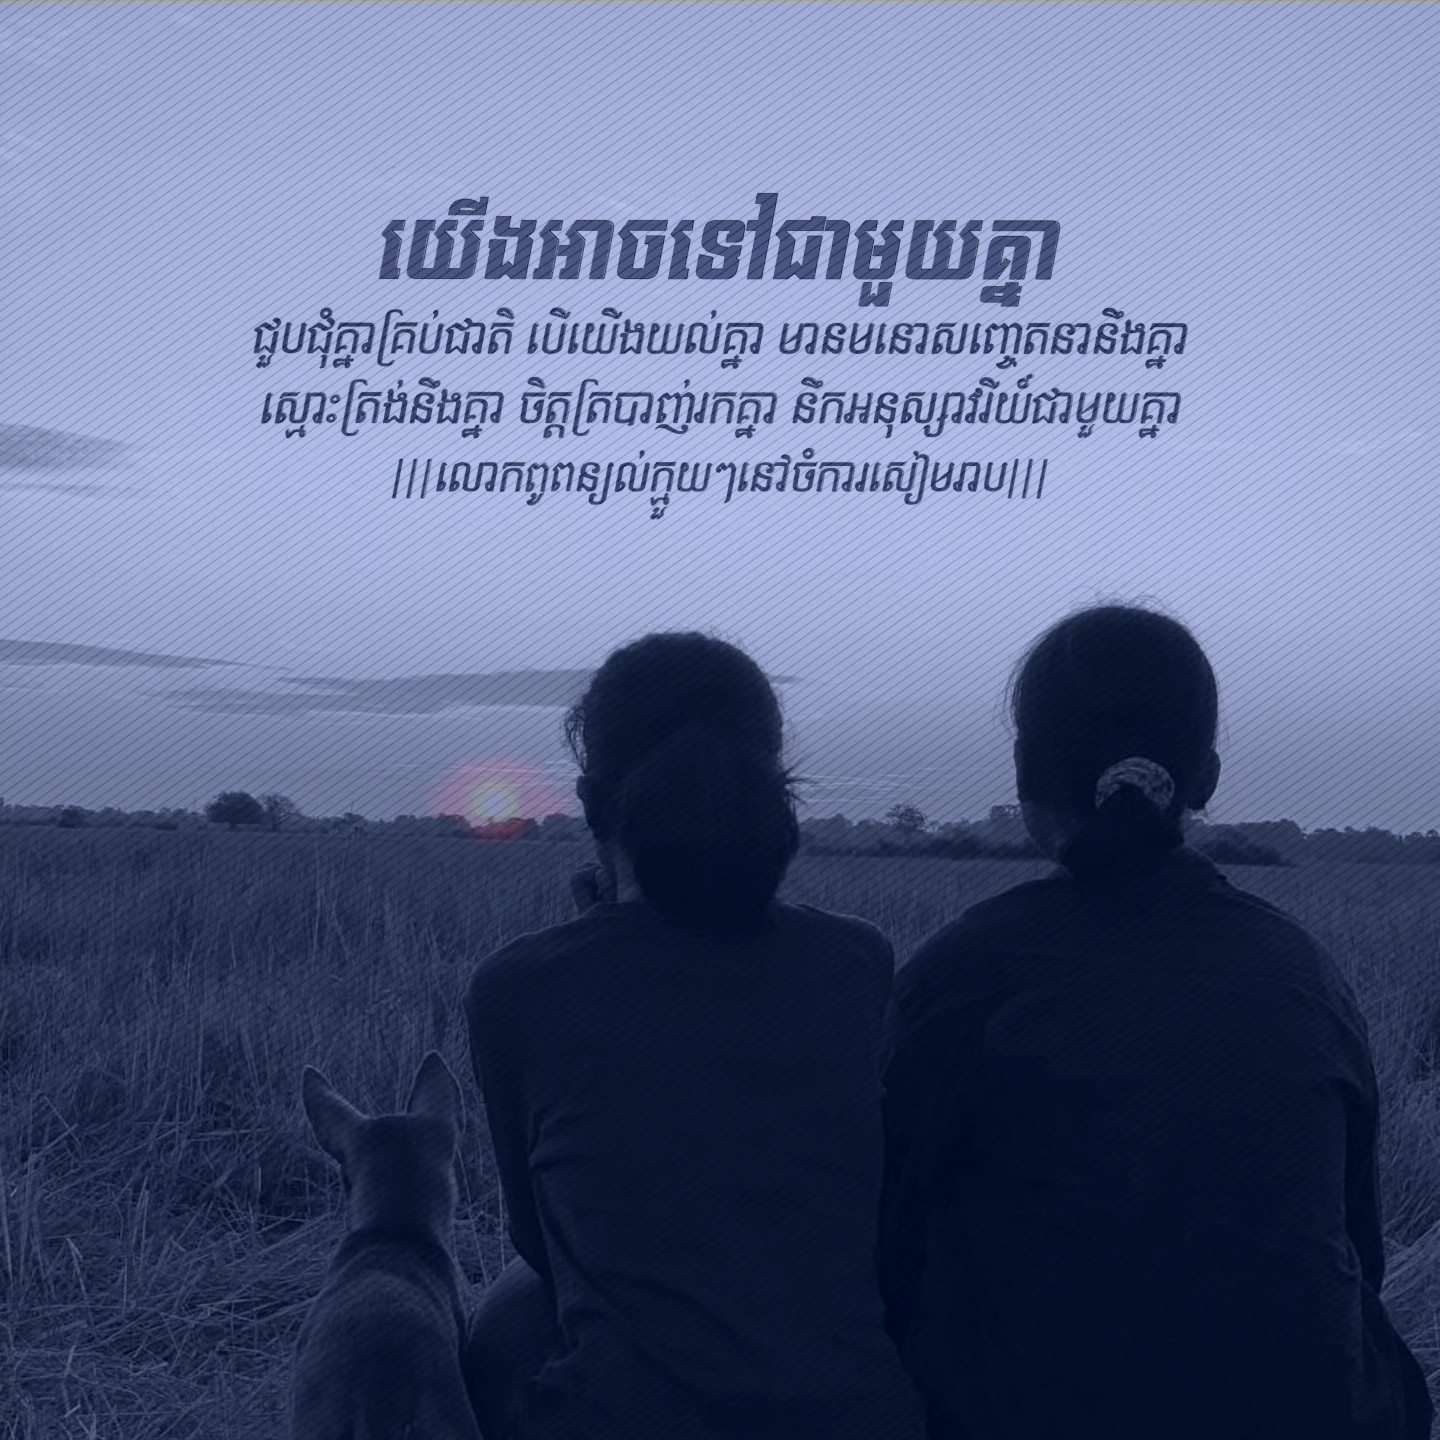 យើងអាចទៅជាមួយគ្នា
ជួបជុំគ្នាគ្រប់ជាតិ បើយើងយល់គ្នា មានមនោសញ្ចេតនានឹងគ្នា
ស្មោះត្រង់នឹងគ្នា ចិត្តត្របាញ់រកគ្នា នឹកអនុស្សាវរីយ៍ជាមួយគ្នា
|||លោកពូពន្យល់ក្មួយៗនៅចំការសៀមរាប|||